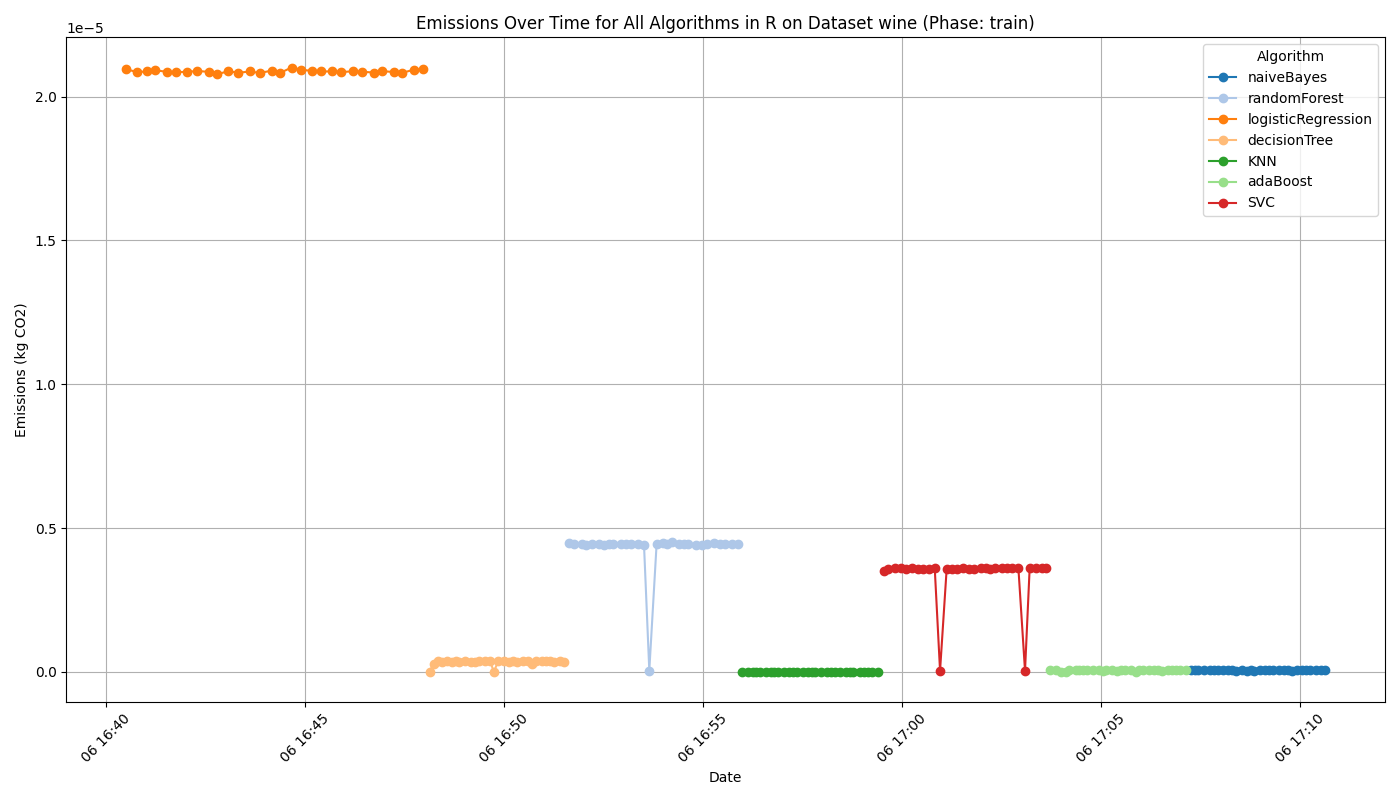 Emissions Over Time for All Algorithms in R on Dataset wine (Phase: train)
1e−5
Emissions (kg CO2)
2.0
1.5
1.0
0.5
0.0
Algorithm
naiveBayes
randomForest
logisticRegression
decisionTree
KNN
adaBoost
SVC
06 16:40
06 16:45
06 16:50
06 16:55
06 17:00
06 17:05
06 17:10
Date